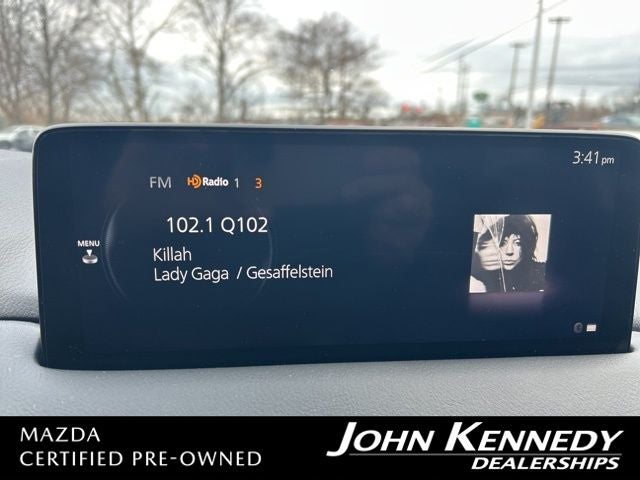 3:41 pm
FM HD Radio 1 3
102.1 Q102
MENU
Killah
Lady Gaga / Gesaffelstein
MAZDA
CERTIFIED PRE-OWNED
JOHN KENNEDY
DEALERSHIPS.